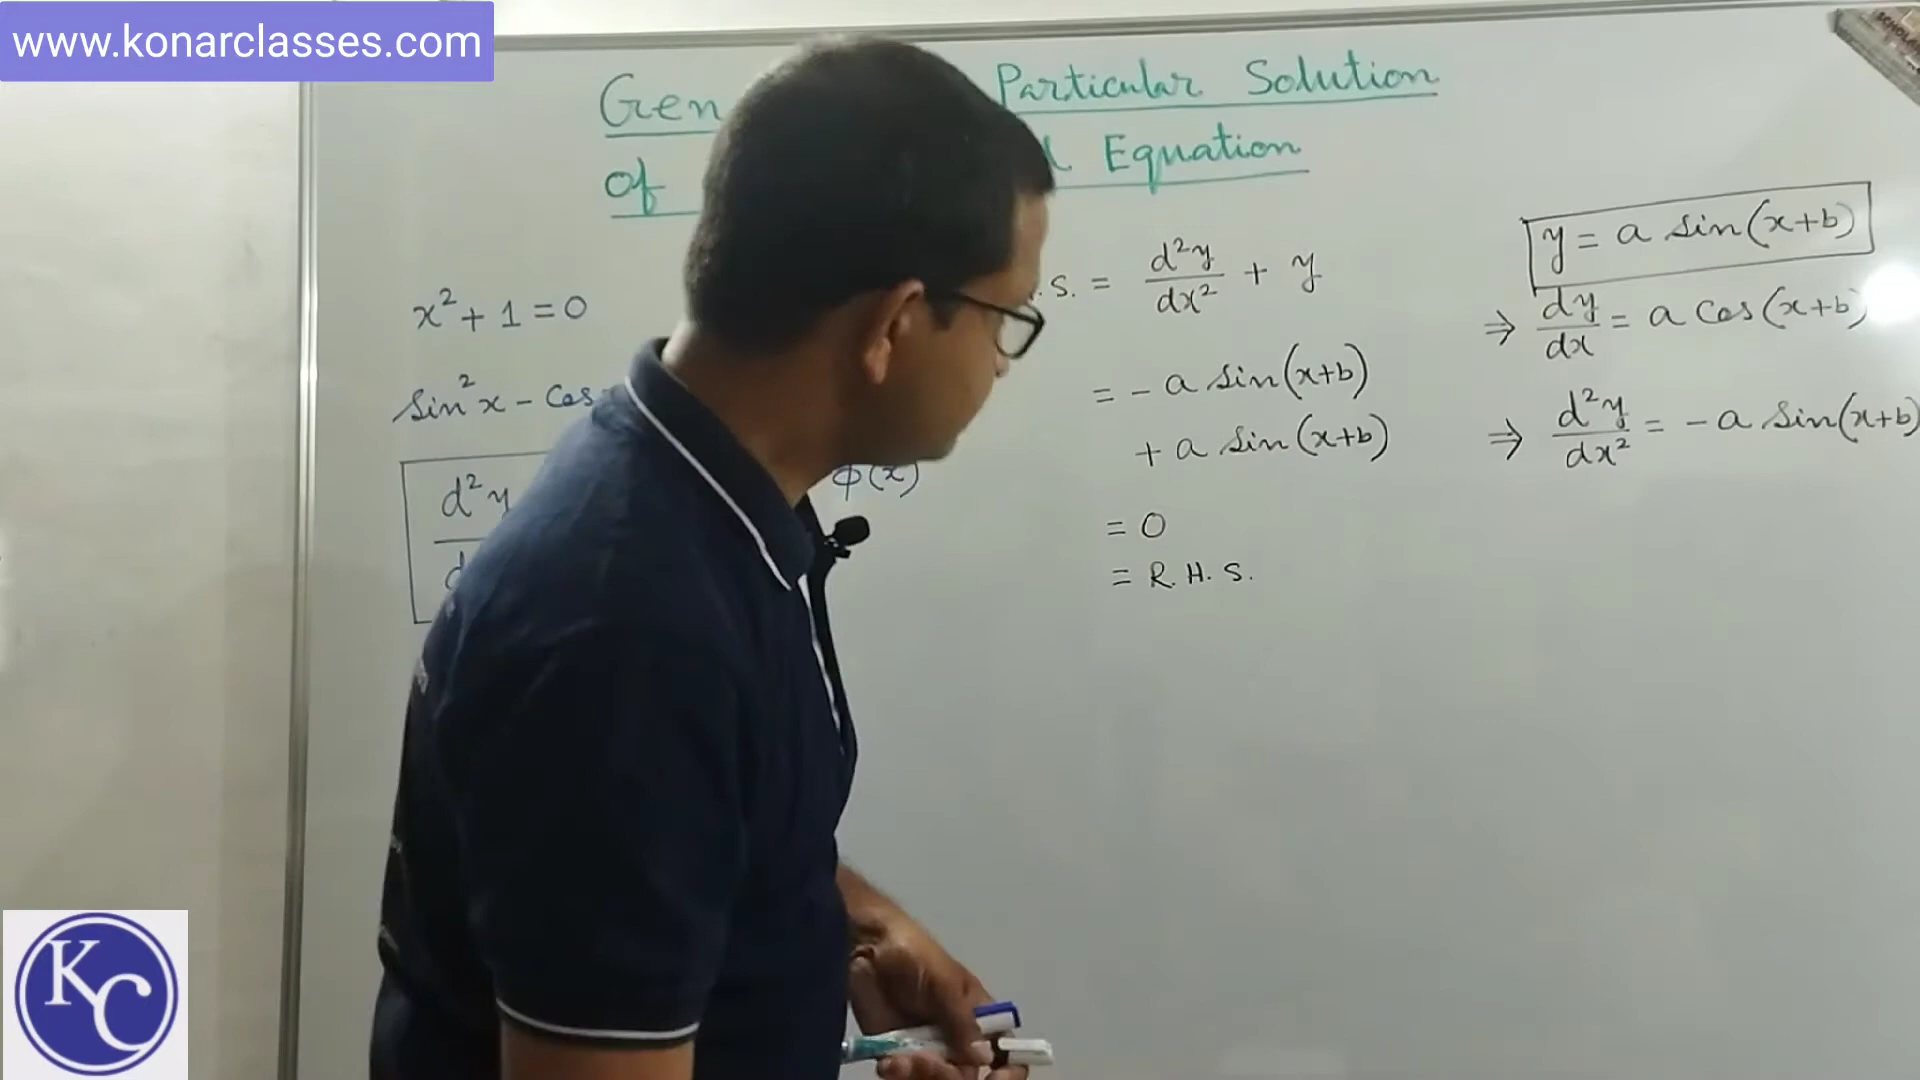 www.konarclasses.com
Particular Solution
of Equation
x² + 1 = 0
sin²x - Cos
d²y
φ(x)
.S. = d²y/dx² + y
= - a sin(x+b)
+ a sin(x+b)
= 0
= R.H.S.
y = a sin(x+b)
⇒ dy/dx = a cos(x+b)
⇒ d²y/dx² = - a sin(x+b)
KC